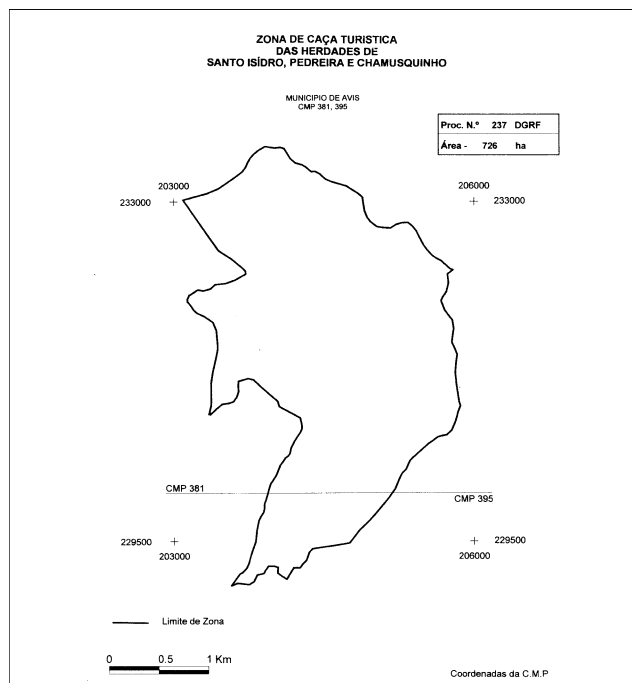 ZONA DE CAÇA TURISTICA
DAS HERDADES DE
SANTO ISÍDRO, PEDREIRA E CHAMUSQUINHO
MUNICIPIO DE AVIS
CMP 381, 395
Proc. N.º 237 DGRF
Área - 726 ha
203000
233000
206000
233000
CMP 381
CMP 395
229500
203000
229500
206000
Limite de Zona
0 0.5 1 Km
Coordenadas da C.M.P